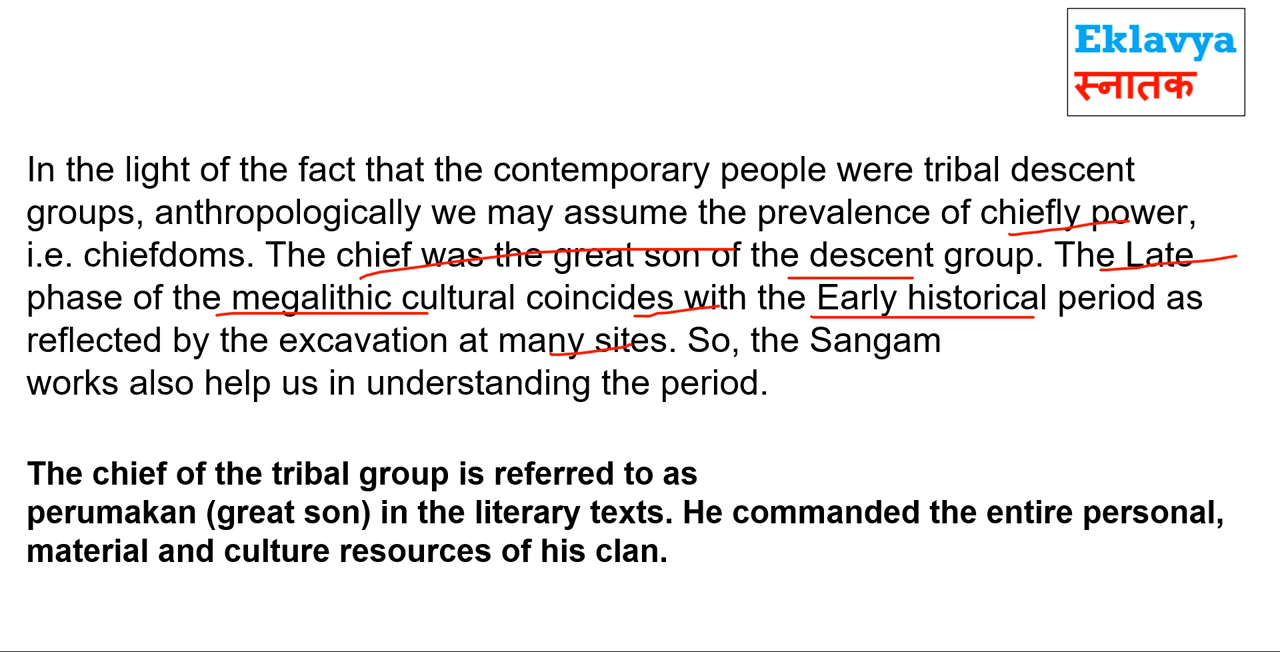 Eklavya
स्नातक
In the light of the fact that the contemporary people were tribal descent
groups, anthropologically we may assume the prevalence of chiefly power,
i.e. chiefdoms. The chief was the great son of the descent group. The Late
phase of the megalithic cultural coincides with the Early historical period as
reflected by the excavation at many sites. So, the Sangam
works also help us in understanding the period.
The chief of the tribal group is referred to as
perumakan (great son) in the literary texts. He commanded the entire personal,
material and culture resources of his clan.